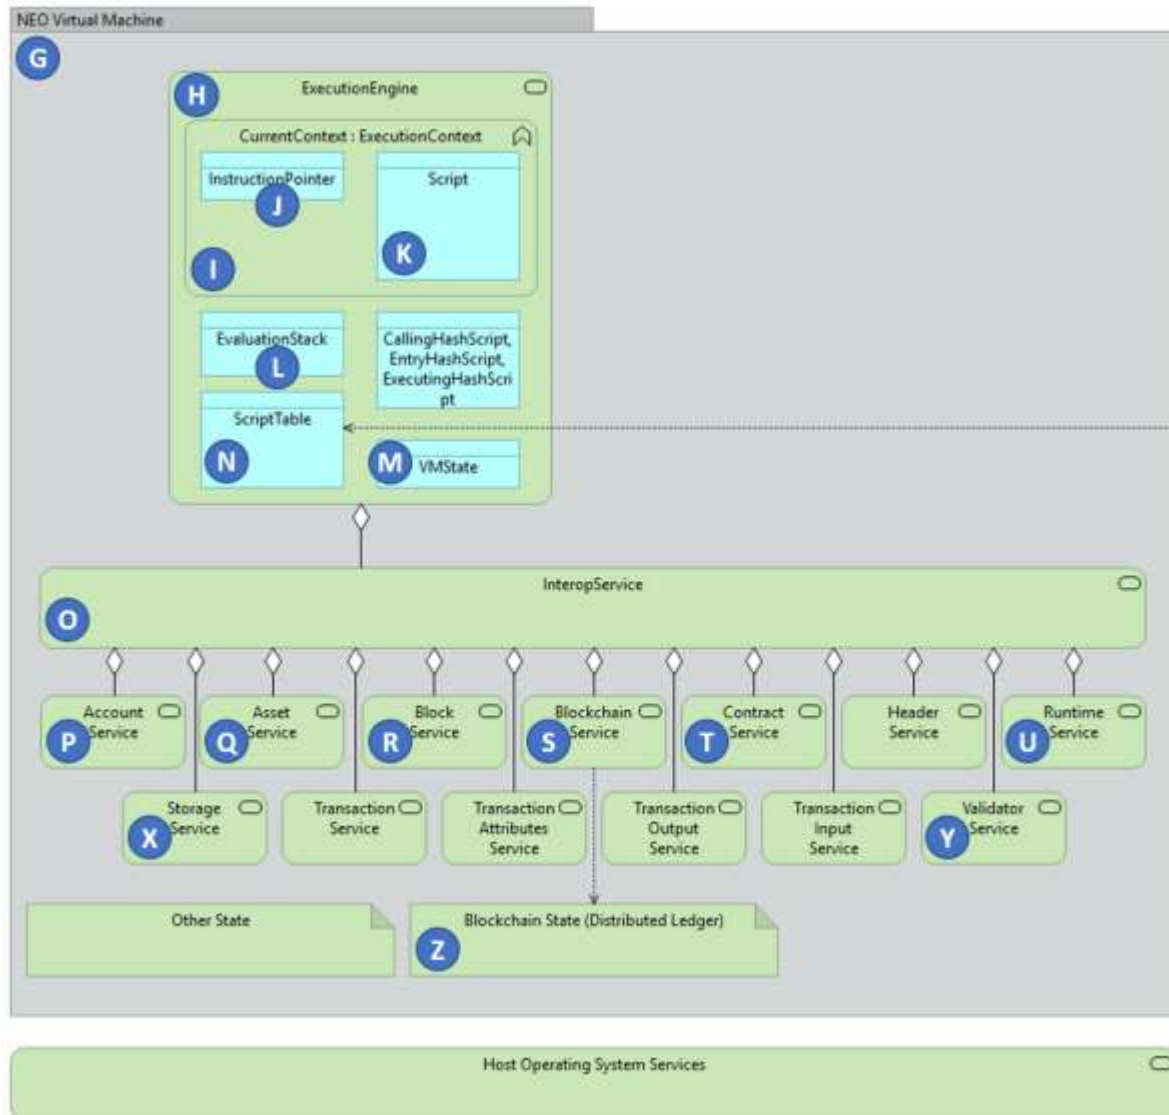 NEO Virtual Machine
G
H
ExecutionEngine
CurrentContext : ExecutionContext
InstructionPointer
J
Script
K
I
EvaluationStack
L
CallingHashScript,
EntryHashScript,
ExecutingHashScri
pt
ScriptTable
N
M
VMState
InteropService
O
Account
Service
P
Asset
Service
Q
Block
Service
R
Blockchain
Service
S
Contract
Service
T
Header
Service
Runtime
Service
U
Storage
Service
X
Transaction
Service
Transaction
Attributes
Service
Transaction
Output
Service
Transaction
Input
Service
Validator
Service
Y
Other State
Blockchain State (Distributed Ledger)
Z
Host Operating System Services